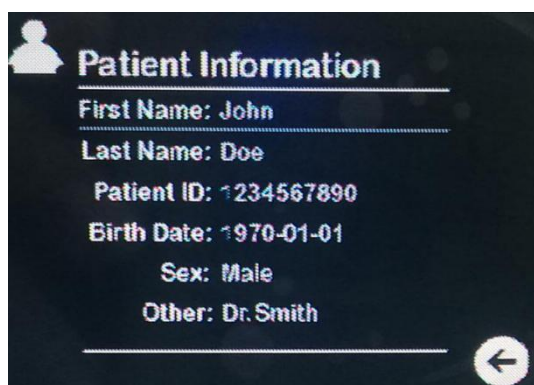 Patient Information
First Name: John
Last Name: Doe
Patient ID: 1234567890
Birth Date: 1970-01-01
Sex: Male
Other: Dr. Smith